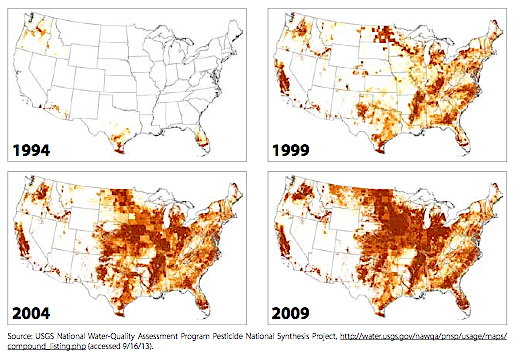 1994
1999
2004
2009
Source: USGS National Water-Quality Assessment Program Pesticide National Synthesis Project, http://water.usgs.gov/nawqa/pnsp/usage/maps/
compound_listing.php (accessed 9/16/13).